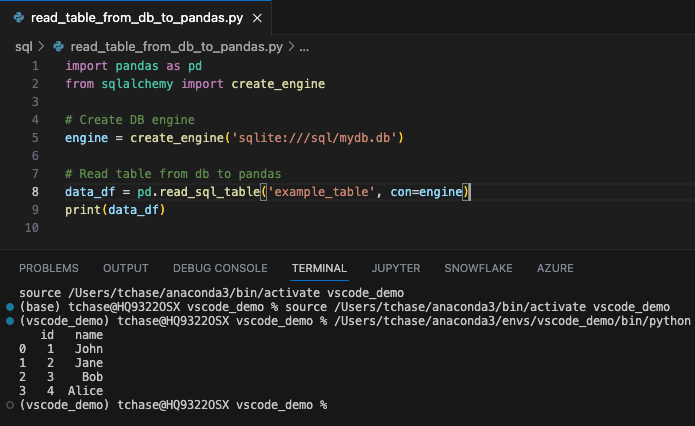 read_table_from_db_to_pandas.py ×
sql > read_table_from_db_to_pandas.py > ...
1 import pandas as pd
2 from sqlalchemy import create_engine
3
4 # Create DB engine
5 engine = create_engine('sqlite:///sql/mydb.db')
6
7 # Read table from db to pandas
8 data_df = pd.read_sql_table('example_table', con=engine)
9 print(data_df)
10
PROBLEMS OUTPUT DEBUG CONSOLE TERMINAL JUPYTER SNOWFLAKE AZURE
source /Users/tchase/anaconda3/bin/activate vscode_demo
(base) tchase@HQ9322OSX vscode_demo % source /Users/tchase/anaconda3/bin/activate vscode_demo
(vscode_demo) tchase@HQ9322OSX vscode_demo % /Users/tchase/anaconda3/envs/vscode_demo/bin/python
id name
0 1 John
1 2 Jane
2 3 Bob
3 4 Alice
(vscode_demo) tchase@HQ9322OSX vscode_demo %